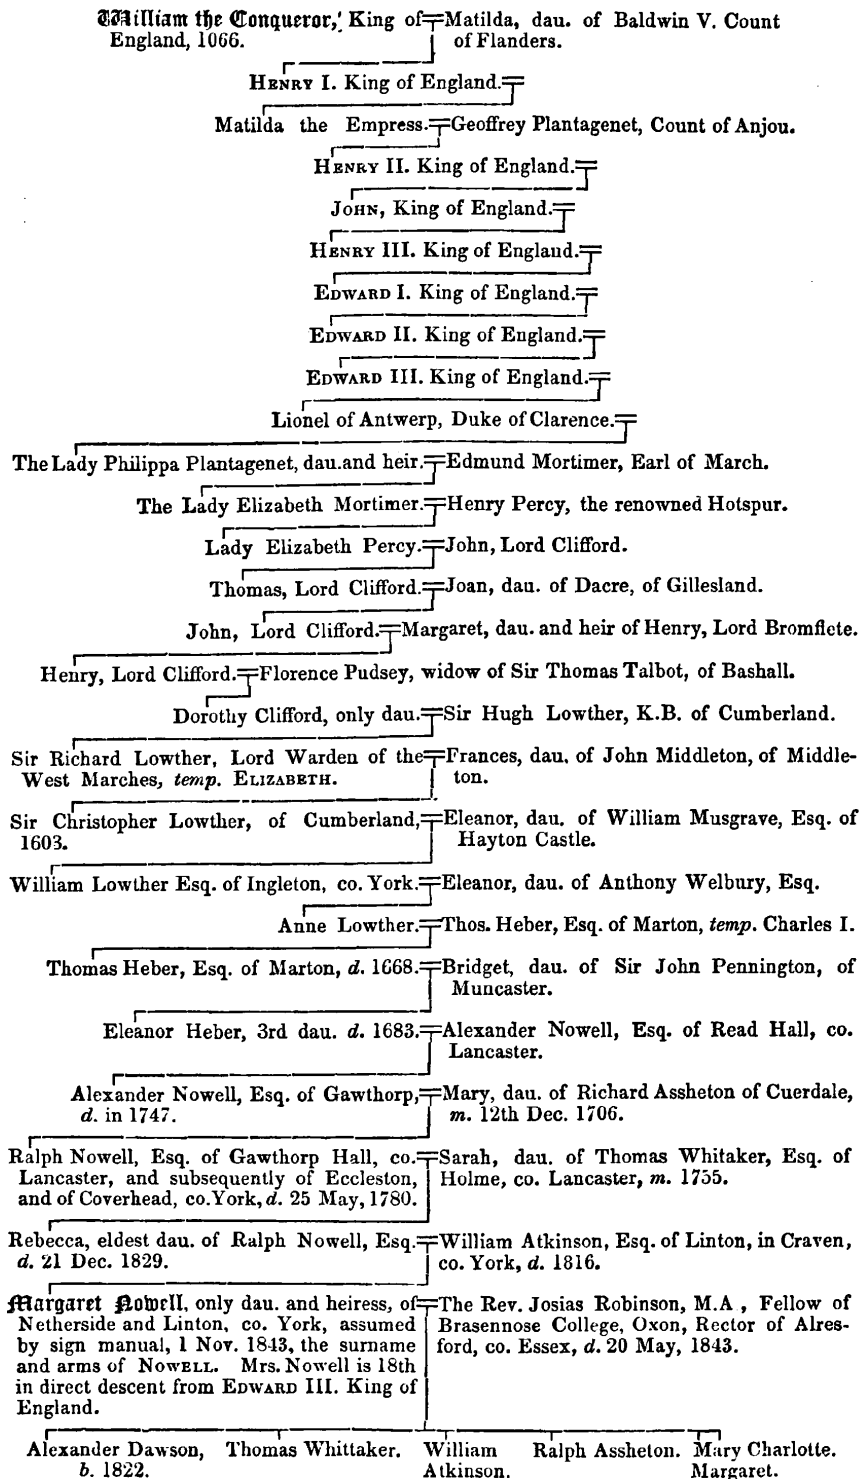 William the Conqueror, King of England, 1066.
Matilda, dau. of Baldwin V. Count of Flanders.
HENRY I. King of England.
Matilda the Empress. Geoffrey Plantagenet, Count of Anjou.
HENRY II. King of England.
JOHN, King of England.
HENRY III. King of England.
EDWARD I. King of England.
EDWARD II. King of England.
EDWARD III. King of England.
Lionel of Antwerp, Duke of Clarence.
The Lady Philippa Plantagenet, dau. and heir. Edmund Mortimer, Earl of March.
The Lady Elizabeth Mortimer. Henry Percy, the renowned Hotspur.
Lady Elizabeth Percy. John, Lord Clifford.
Thomas, Lord Clifford. Joan, dau. of Dacre, of Gillesland.
John, Lord Clifford. Margaret, dau. and heir of Henry, Lord Bromflete.
Henry, Lord Clifford. Florence Pudsey, widow of Sir Thomas Talbot, of Bashall.
Dorothy Clifford, only dau. Sir Hugh Lowther, K.B. of Cumberland.
Sir Richard Lowther, Lord Warden of the
West Marches, temp. ELIZABETH.
Frances, dau. of John Middleton, of Middle-
ton.
Sir Christopher Lowther, of Cumberland,
1603.
Eleanor, dau. of William Musgrave, Esq. of
Hayton Castle.
William Lowther Esq. of Ingleton, co. York. Eleanor, dau. of Anthony Welbury, Esq.
Anne Lowther. Thos. Heber, Esq. of Marton, temp. Charles I.
Thomas Heber, Esq. of Marton, d. 1668.
Bridget, dau. of Sir John Pennington, of
Muncaster.
Eleanor Heber, 3rd dau. d. 1683.
Alexander Nowell, Esq. of Read Hall, co.
Lancaster.
Alexander Nowell, Esq. of Gawthorp,
d. in 1747.
Mary, dau. of Richard Assheton of Cuerdale,
m. 12th Dec. 1706.
Ralph Nowell, Esq. of Gawthorp Hall, co.
Lancaster, and subsequently of Eccleston,
and of Coverhead, co. York, d. 25 May, 1780.
Sarah, dau. of Thomas Whitaker, Esq. of
Holme, co. Lancaster, m. 1755.
Rebecca, eldest dau. of Ralph Nowell, Esq.
d. 21 Dec. 1829.
William Atkinson, Esq. of Linton, in Craven,
co. York, d. 1816.
Margaret Nowell, only dau. and heiress, of
Netherside and Linton, co. York, assumed
by sign manual, 1 Nov. 1843, the surname
and arms of NOWELL. Mrs. Nowell is 18th
in direct descent from EDWARD III. King of
England.
The Rev. Josias Robinson, M.A , Fellow of
Brasennose College, Oxon, Rector of Alres-
ford, co. Essex, d. 20 May, 1843.
Alexander Dawson,
b. 1822.
Thomas Whittaker.
William
Atkinson.
Ralph Assheton.
Mary Charlotte.
Margaret.